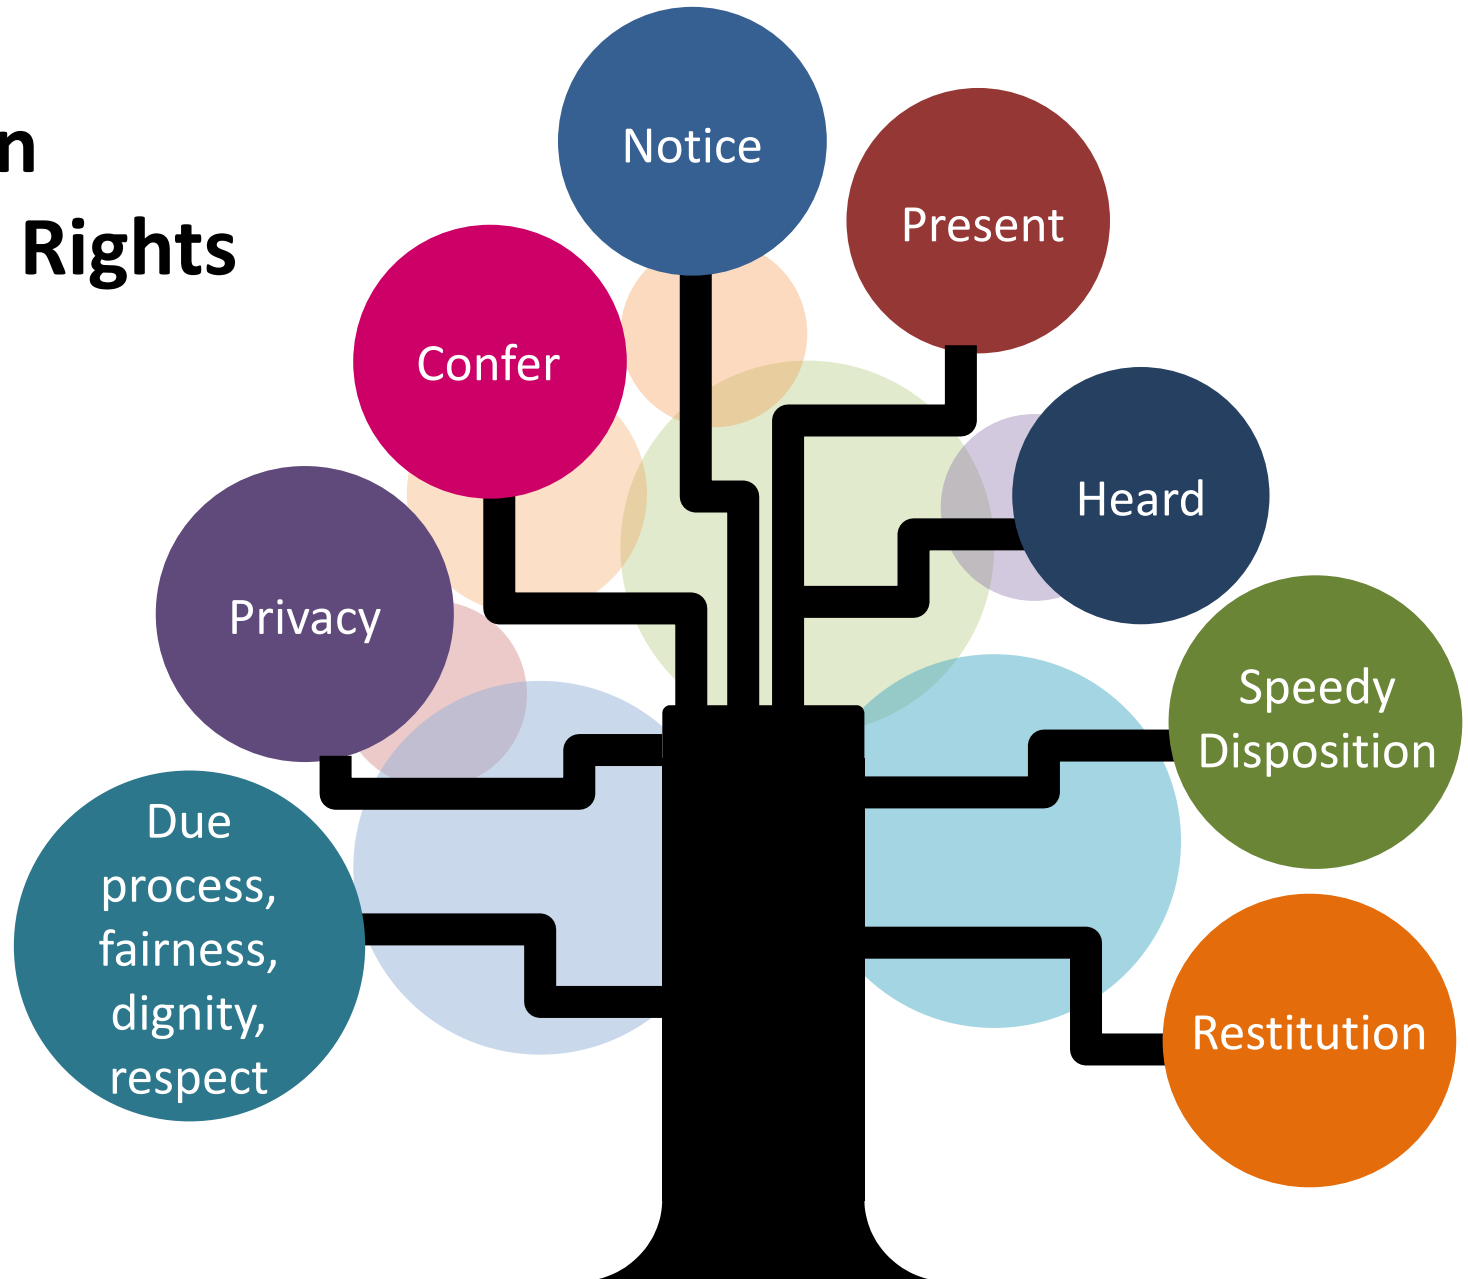 n
Rights
Notice
Present
Confer
Heard
Privacy
Speedy
Disposition
Due
process,
fairness,
dignity,
respect
Restitution